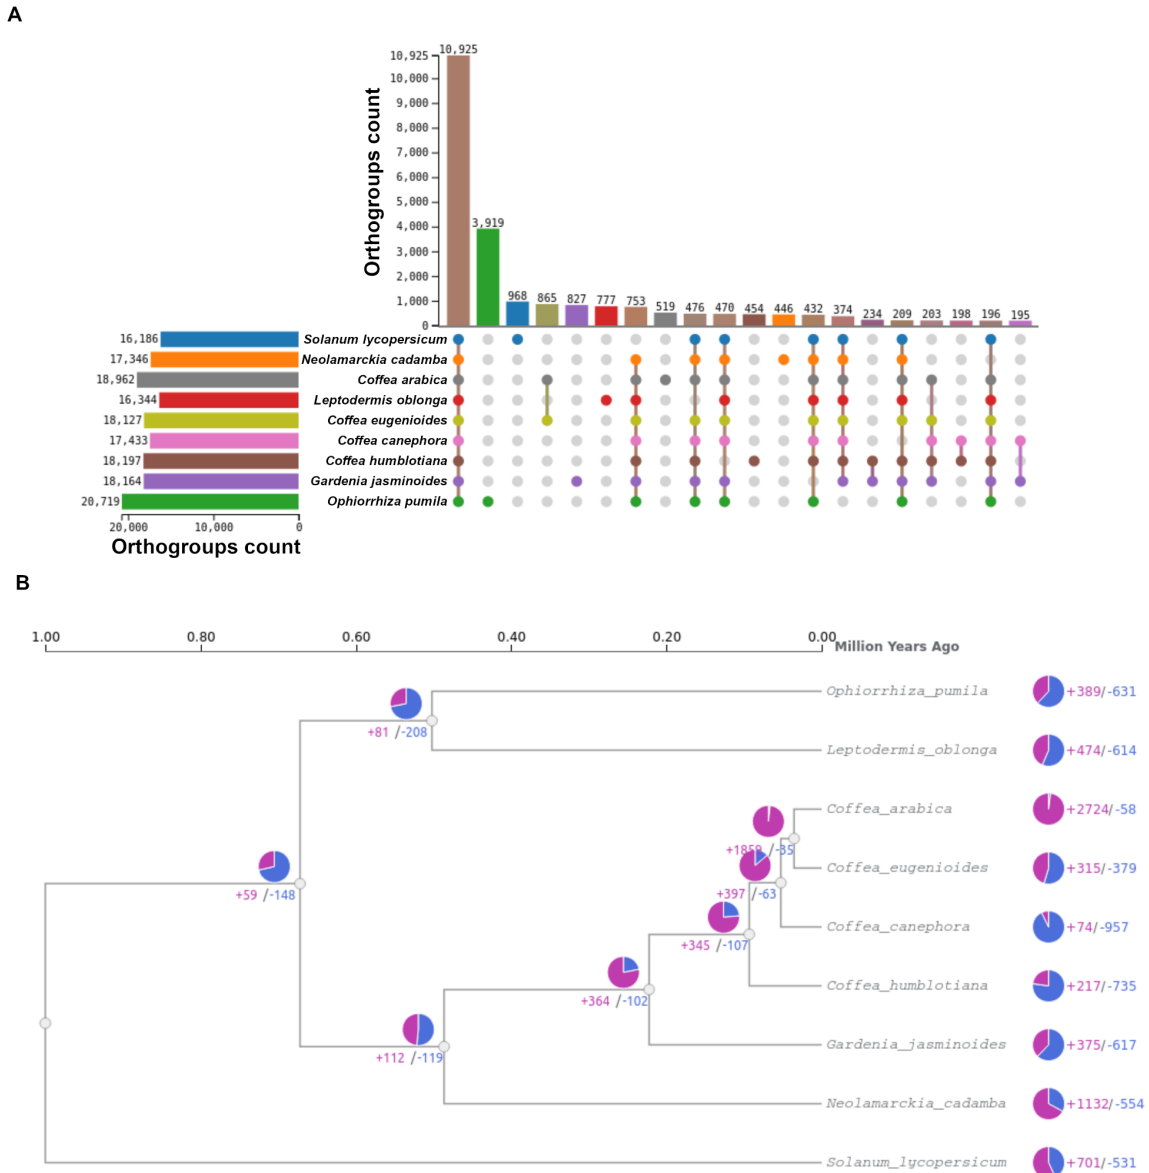 A
Orthogroups count
10,925
10,000
9,000
8,000
7,000
6,000
5,000
4,000
3,000
2,000
1,000
0
10,925
3,919
968 865 827 777 753 519 476 470 454 446 432 374 234 209 203 198 196 195
16,186 Solanum lycopersicum
17,346 Neolamarckia cadamba
18,962 Coffea arabica
16,344 Leptodermis oblonga
18,127 Coffea eugenioides
17,433 Coffea canephora
18,197 Coffea humblotiana
18,164 Gardenia jasminoides
20,719 Ophiorrhiza pumila
20,000 10,000 0
Orthogroups count
B
1.00 0.80 0.60 0.40 0.20 0.00
Million Years Ago
Ophiorrhiza_pumila +389/-631
+81 /-208
Leptodermis_oblonga +474/-614
Coffea_arabica +2724/-58
+1859 /-35
Coffea_eugenioides +315/-379
+59 /-148
+397 /-63
Coffea_canephora +74/-957
+345 /-107
Coffea_humblotiana +217/-735
+364 /-102
Gardenia_jasminoides +375/-617
+112 /-119
Neolamarckia_cadamba +1132/-554
Solanum_lycopersicum +701/-531